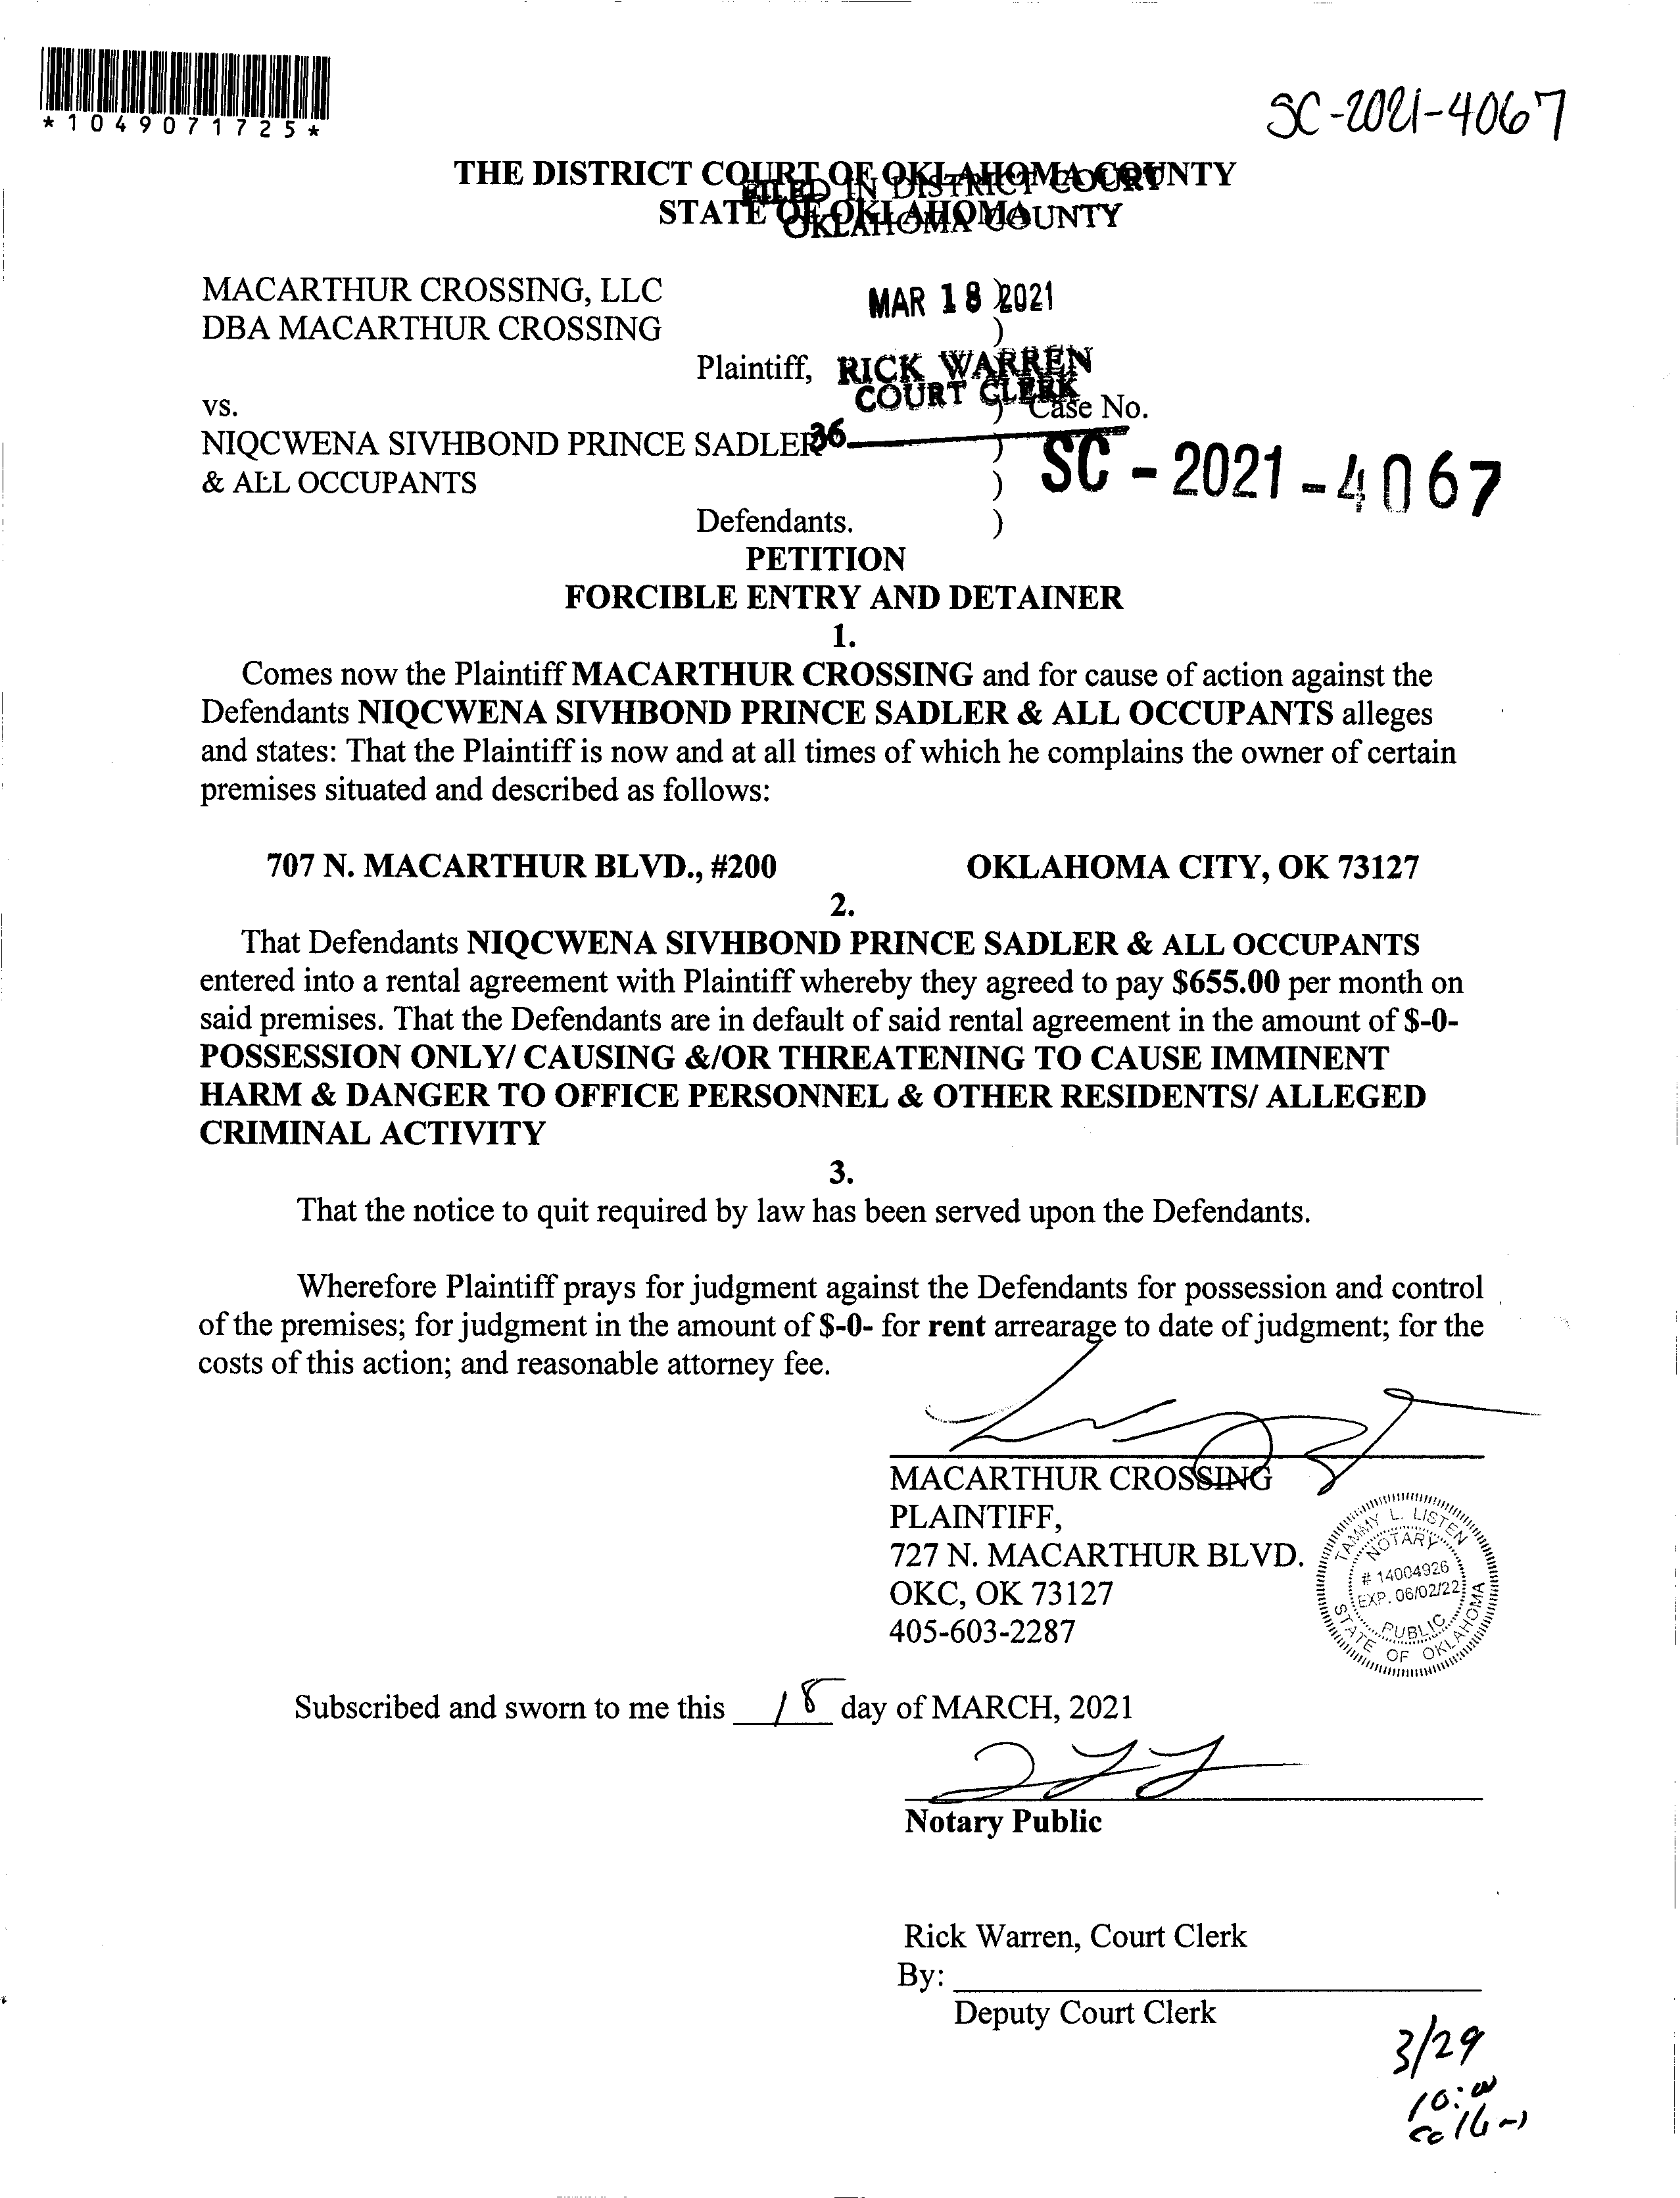 *1049071725*
SC-2021-4067
THE DISTRICT COURT OF OKLAHOMA COUNTY
STATE OF OKLAHOMA
FILED IN DISTRICT COURT
OKLAHOMA COUNTY
MACARTHUR CROSSING, LLC
MAR 18 2021
)
DBA MACARTHUR CROSSING
)
Plaintiff,
RICK WARREN
COURT CLERK
vs.
) Case No.
NIQCWENA SIVHBOND PRINCE SADLER
36
)
SC - 2021 - 4067
& ALL OCCUPANTS
)
Defendants.
)
PETITION
FORCIBLE ENTRY AND DETAINER
1.
Comes now the Plaintiff MACARTHUR CROSSING and for cause of action against the
Defendants NIQCWENA SIVHBOND PRINCE SADLER & ALL OCCUPANTS alleges
and states: That the Plaintiff is now and at all times of which he complains the owner of certain
premises situated and described as follows:
707 N. MACARTHUR BLVD., #200 OKLAHOMA CITY, OK 73127
2.
That Defendants NIQCWENA SIVHBOND PRINCE SADLER & ALL OCCUPANTS
entered into a rental agreement with Plaintiff whereby they agreed to pay $655.00 per month on
said premises. That the Defendants are in default of said rental agreement in the amount of $-0-
POSSESSION ONLY/ CAUSING &/OR THREATENING TO CAUSE IMMINENT
HARM & DANGER TO OFFICE PERSONNEL & OTHER RESIDENTS/ ALLEGED
CRIMINAL ACTIVITY
3.
That the notice to quit required by law has been served upon the Defendants.
Wherefore Plaintiff prays for judgment against the Defendants for possession and control
of the premises; for judgment in the amount of $-0- for rent arrearage to date of judgment; for the
costs of this action; and reasonable attorney fee.
MACARTHUR CROSSING
PLAINTIFF,
727 N. MACARTHUR BLVD.
OKC, OK 73127
405-603-2287
TAMMY L. LISTEN
NOTARY
# 14004926
EXP. 06/02/22
PUBLIC
STATE OF OKLAHOMA
Subscribed and sworn to me this 18 day of MARCH, 2021
Notary Public
Rick Warren, Court Clerk
By:
Deputy Court Clerk
3/29